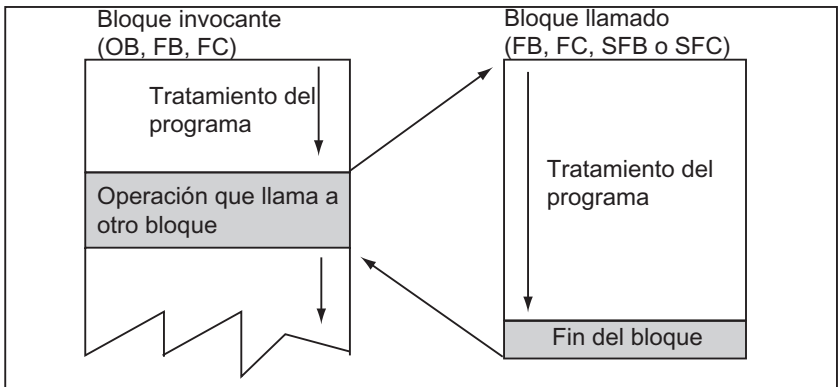 Bloque invocante
(OB, FB, FC)
Tratamiento del
programa
Operación que llama a
otro bloque
Bloque llamado
(FB, FC, SFB o SFC)
Tratamiento del
programa
Fin del bloque